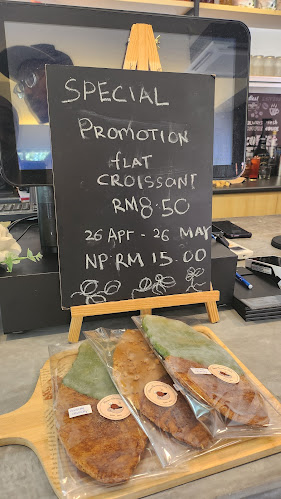 SPECIAL
PROMOTION
FLAT
CROISSANT
RM8.50
26 APR - 26 MAY
NP RM 15.00